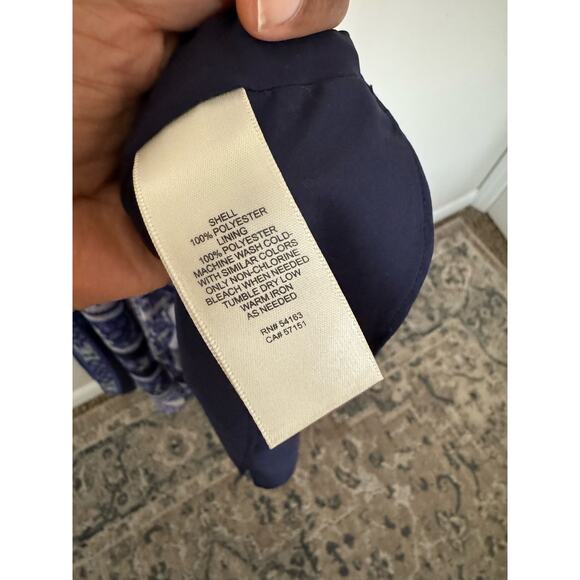 SHELL
100% POLYESTER
LINING
100% POLYESTER
MACHINE WASH COLD-
WITH SIMILAR COLORS
ONLY NON-CHLORINE
BLEACH WHEN NEEDED
TUMBLE DRY LOW
WARM IRON
AS NEEDED
RN# 54163
CA# 57151